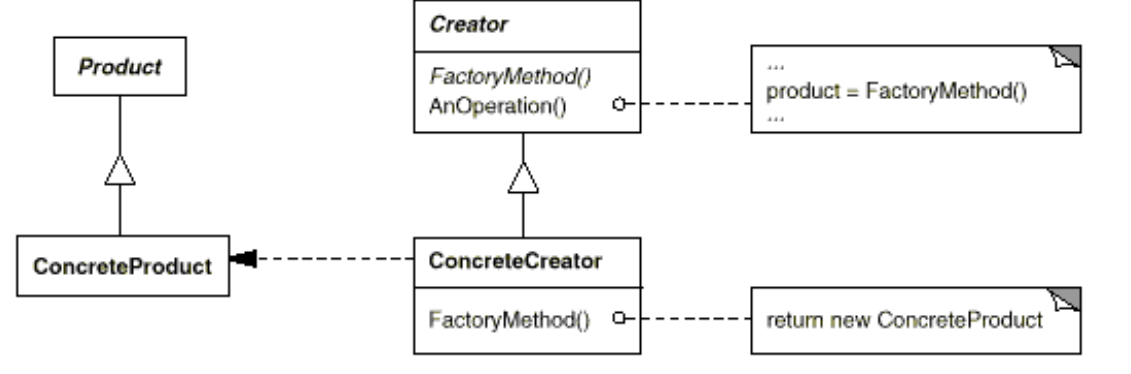 Product
Creator
FactoryMethod()
AnOperation()
...
product = FactoryMethod()
...
ConcreteProduct
ConcreteCreator
FactoryMethod()
return new ConcreteProduct